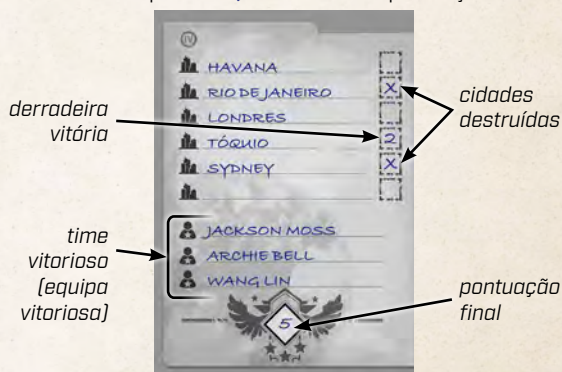 IV
HAVANA
RIO DE JANEIRO X
LONDRES
TÓQUIO 2
SYDNEY X
derradeira
vitória
cidades
destruídas
JACKSON MOSS
ARCHIE BELL
WANG LIN
time
vitorioso
(equipa
vitoriosa)
5
pontuação
final